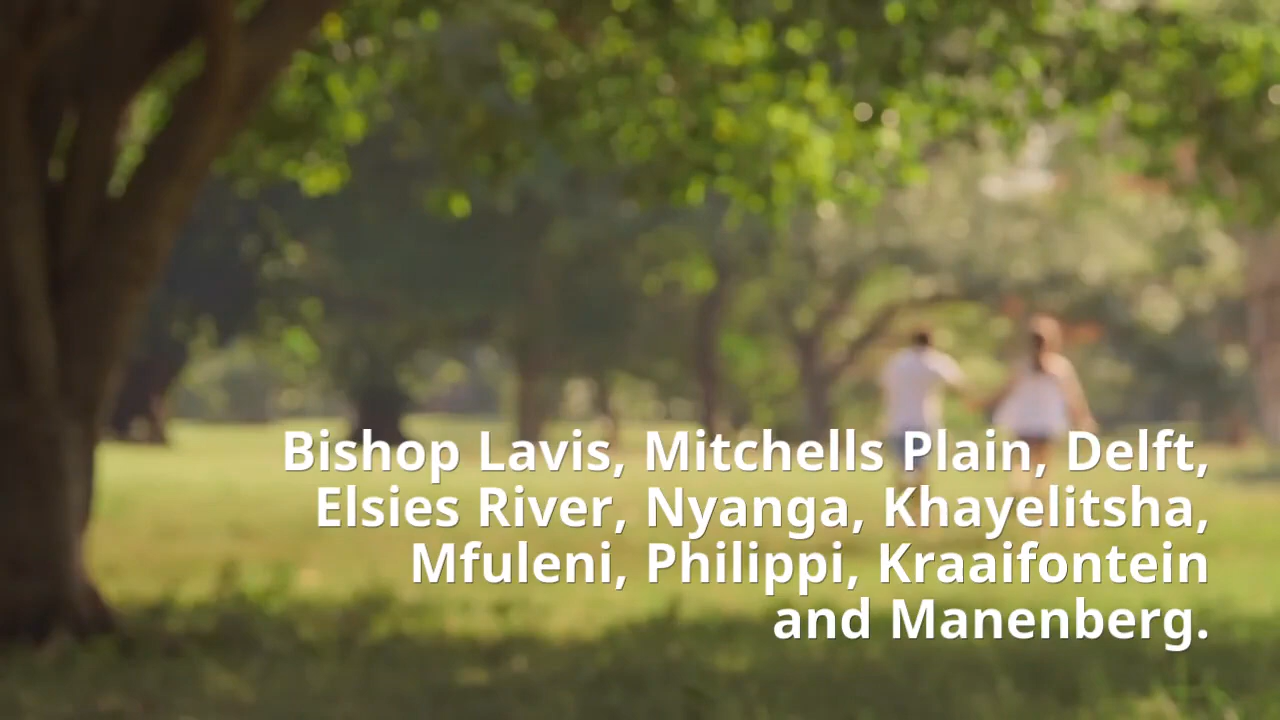 Bishop Lavis, Mitchells Plain, Delft,
Elsies River, Nyanga, Khayelitsha,
Mfuleni, Philippi, Kraaifontein
and Manenberg.